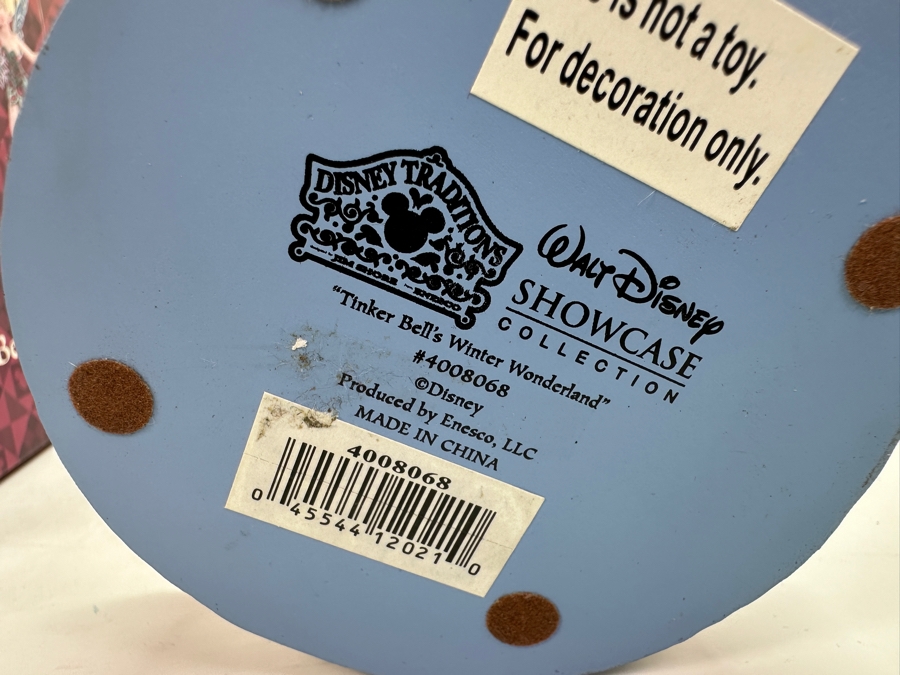 is not a toy.
For decoration only.
DISNEY TRADITIONS
JIM SHORE – ENESCO
WALT DISNEY
SHOWCASE
COLLECTION
"Tinker Bell's Winter Wonderland"
#4008068
©Disney
Produced by Enesco, LLC
MADE IN CHINA
4008068
0 45544 12021 0